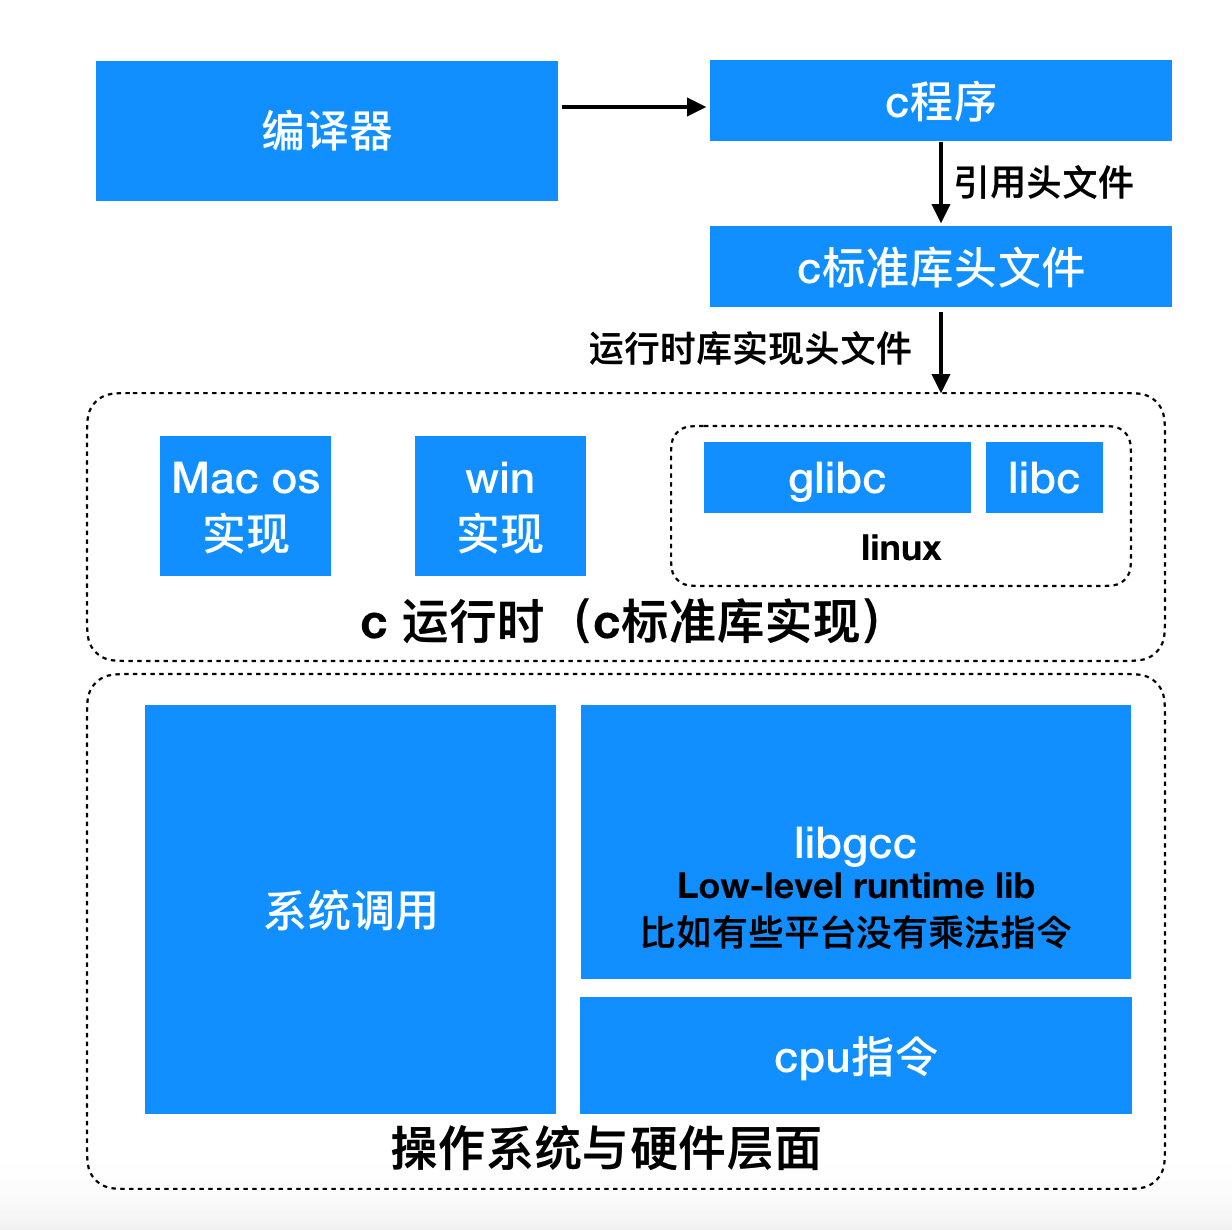 编译器
c程序
引用头文件
c标准库头文件
运行时库实现头文件
Mac os
实现
win
实现
glibc
libc
linux
c 运行时（c标准库实现）
系统调用
libgcc
Low-level runtime lib
比如有些平台没有乘法指令
cpu指令
操作系统与硬件层面